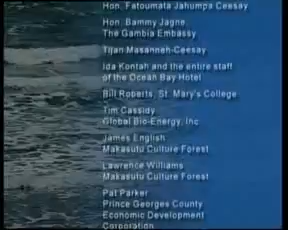 Hon. Fatoumata Jahumpa Ceesay
Hon. Bammy Jagne
The Gambia Embassy
Tijan Masanneh-Ceesay
Ida Kontah and the entire staff
of the Ocean Bay Hotel
Bill Roberts, St. Mary's College
Tim Cassidy
Global Bio-Energy, Inc
James English
Makasutu Culture Forest
Lawrence Williams
Makasutu Culture Forest
Pat Parker
Prince Georges County
Economic Development
Corporation